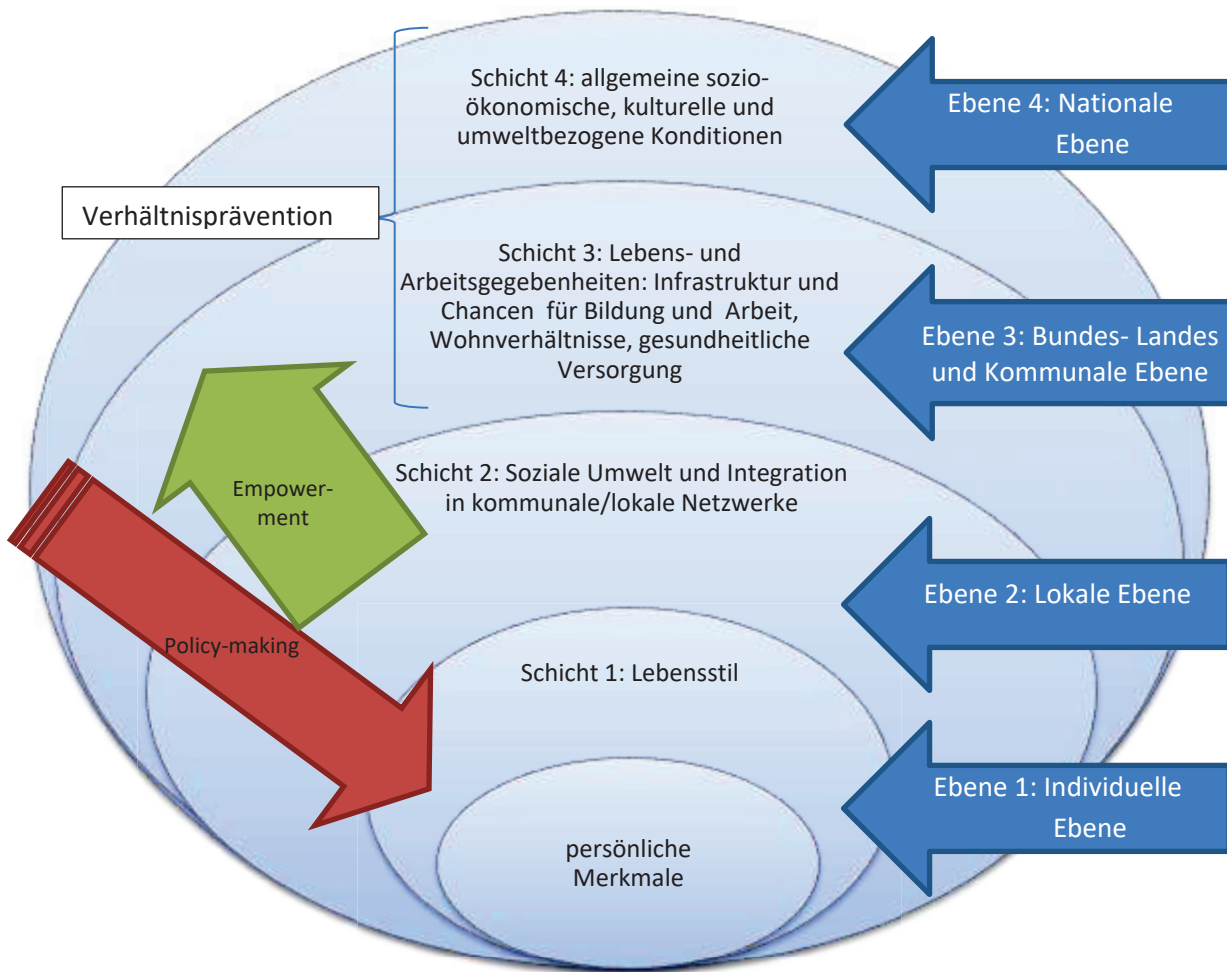 Schicht 4: allgemeine sozio-
ökonomische, kulturelle und
umweltbezogene Konditionen
Ebene 4: Nationale
Ebene
Verhältnisprävention
Schicht 3: Lebens- und
Arbeitsgegebenheiten: Infrastruktur und
Chancen für Bildung und Arbeit,
Wohnverhältnisse, gesundheitliche
Versorgung
Ebene 3: Bundes- Landes
und Kommunale Ebene
Empower-
ment
Schicht 2: Soziale Umwelt und Integration
in kommunale/lokale Netzwerke
Ebene 2: Lokale Ebene
Policy-making
Schicht 1: Lebensstil
Ebene 1: Individuelle
Ebene
persönliche
Merkmale